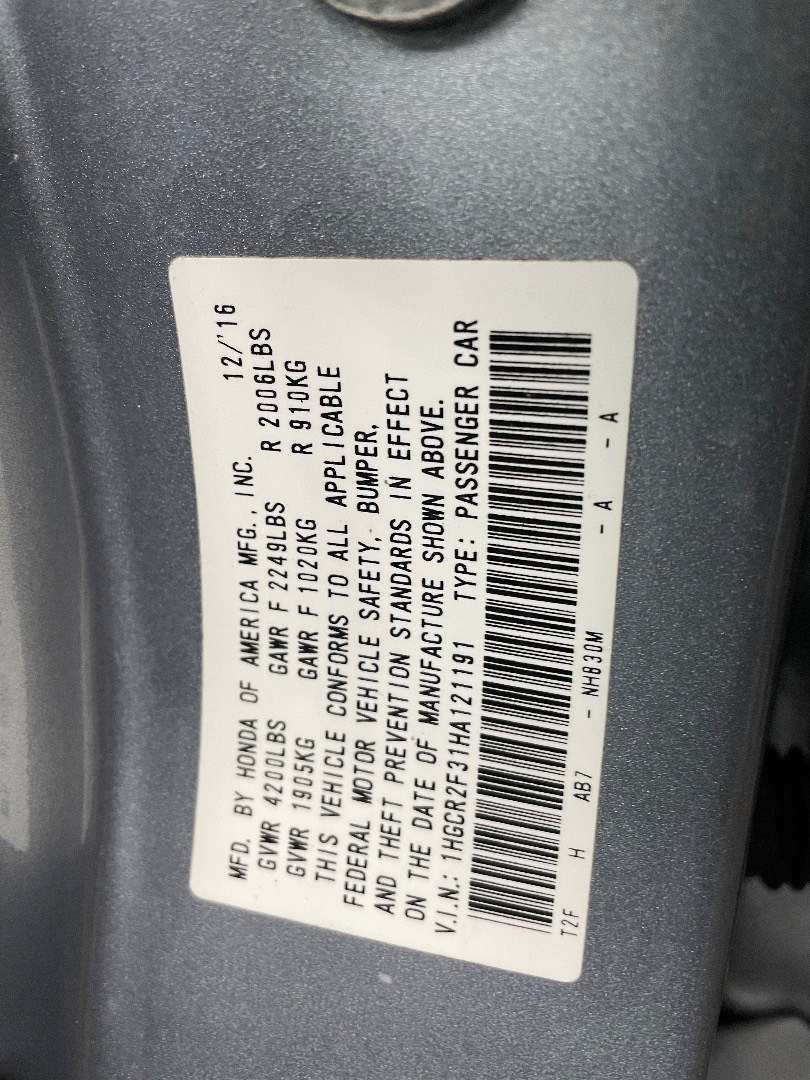 MFD. BY HONDA OF AMERICA MFG., INC. 12/'16
GVWR 4200LBS GAWR F 2249LBS R 2006LBS
GVWR 1905KG GAWR F 1020KG R 910KG
THIS VEHICLE CONFORMS TO ALL APPLICABLE
FEDERAL MOTOR VEHICLE SAFETY, BUMPER,
AND THEFT PREVENTION STANDARDS IN EFFECT
ON THE DATE OF MANUFACTURE SHOWN ABOVE.
V.I.N.: 1HGCR2F31HA121191 TYPE: PASSENGER CAR
T2F H AB7 - NH830M - A - A